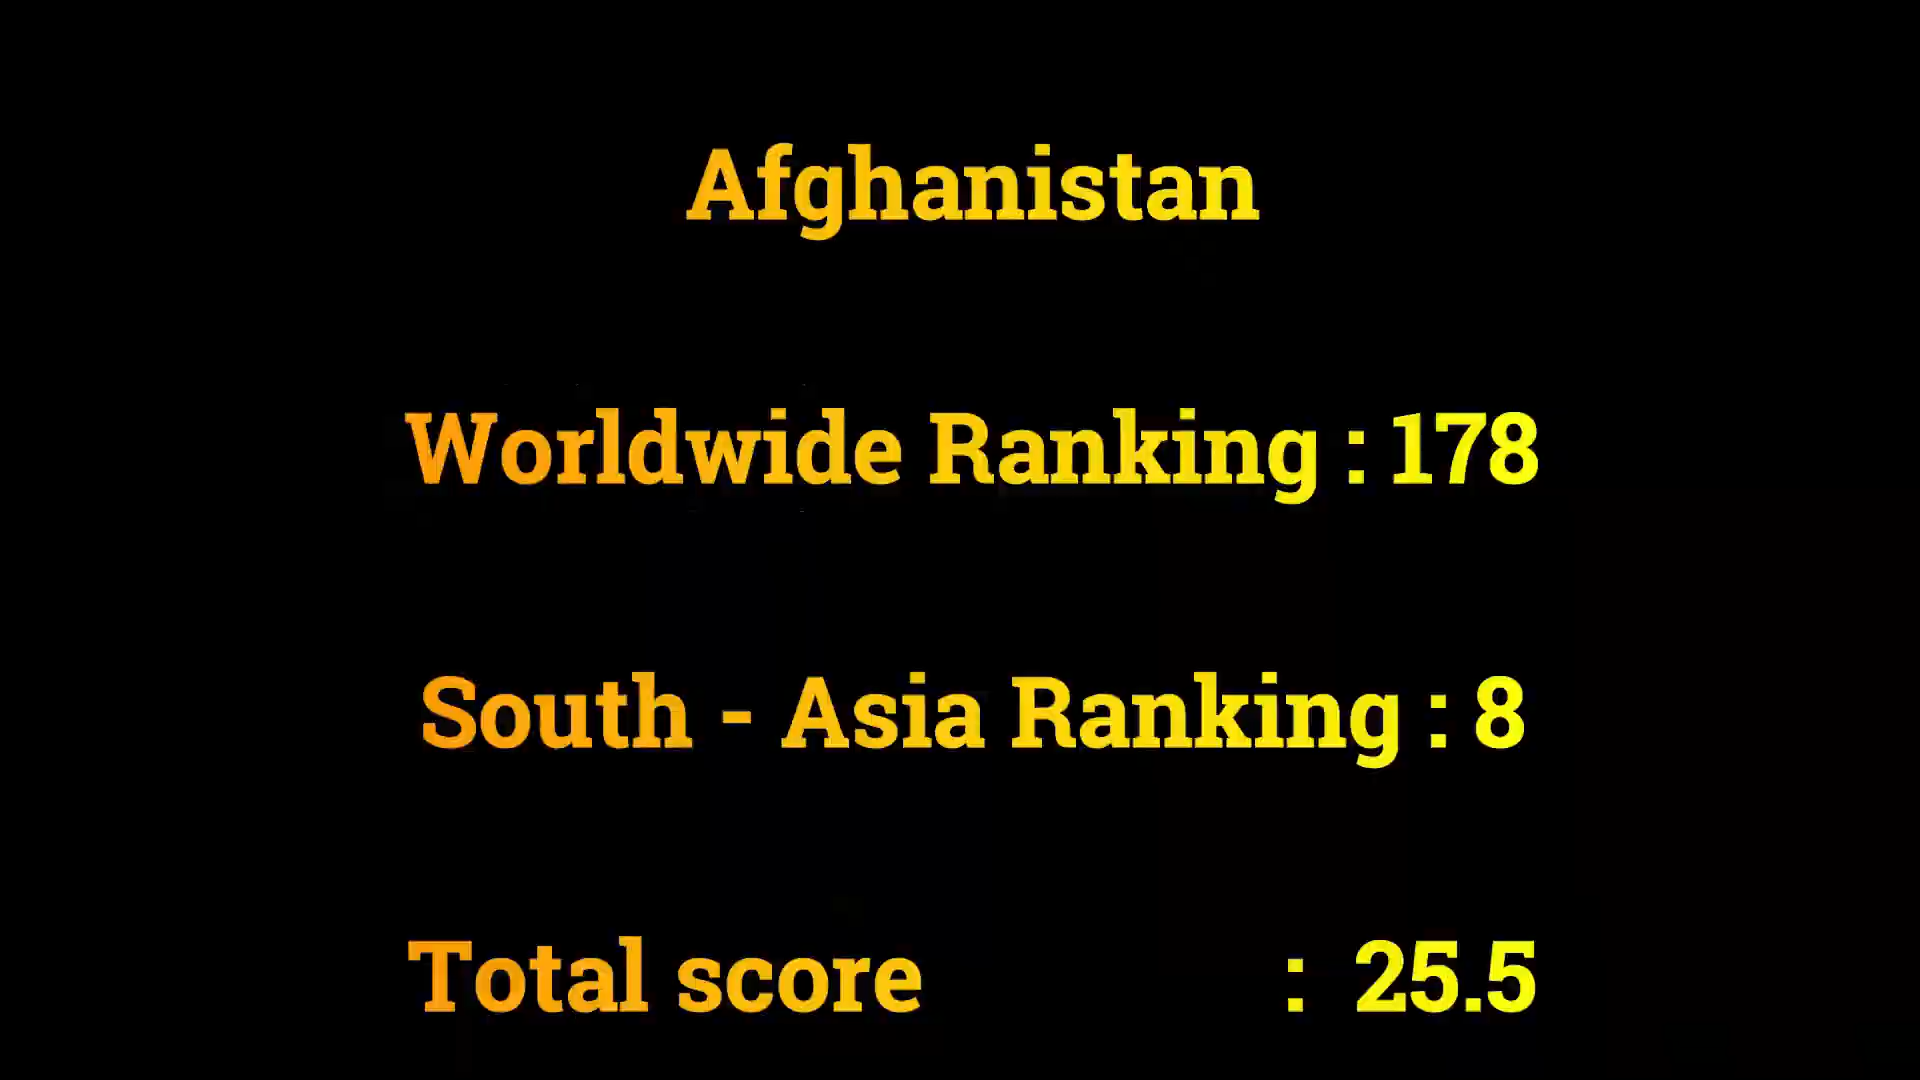 Afghanistan
Worldwide Ranking : 178
South - Asia Ranking : 8
Total score : 25.5